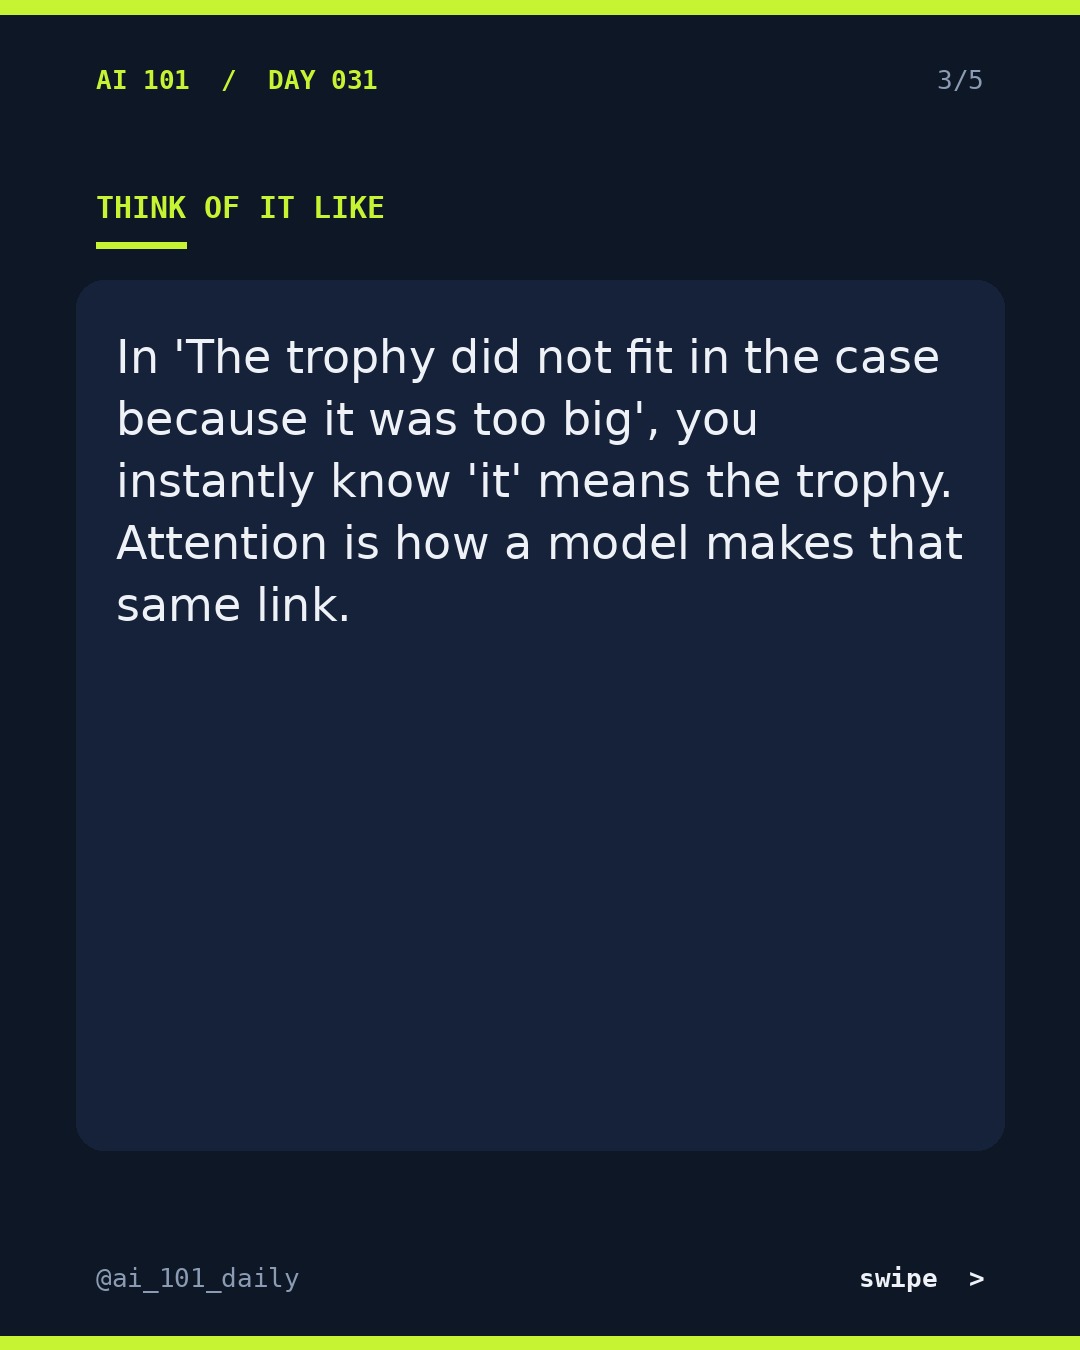 AI 101 / DAY 031
3/5
THINK OF IT LIKE
In 'The trophy did not fit in the case
because it was too big', you
instantly know 'it' means the trophy.
Attention is how a model makes that
same link.
@ai_101_daily
swipe >